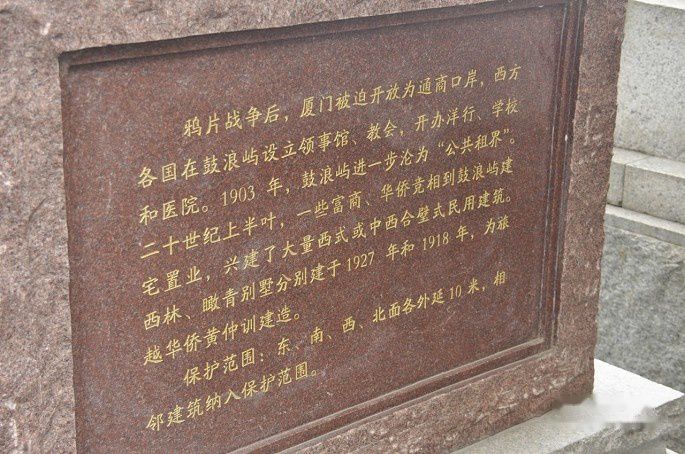 鸦片战争后，厦门被迫开放为通商口岸，西方
各国在鼓浪屿设立领事馆、教会，开办洋行、学校
和医院。1903 年，鼓浪屿进一步沦为“公共租界”。
二十世纪上半叶，一些富商、华侨竞相到鼓浪屿建
宅置业，兴建了大量西式或中西合璧式民用建筑。
西林、瞰青别墅分别建于 1927 年和 1918 年，为旅
越华侨黄仲训建造。
保护范围：东、南、西、北面各外延 10 米，相
邻建筑纳入保护范围。